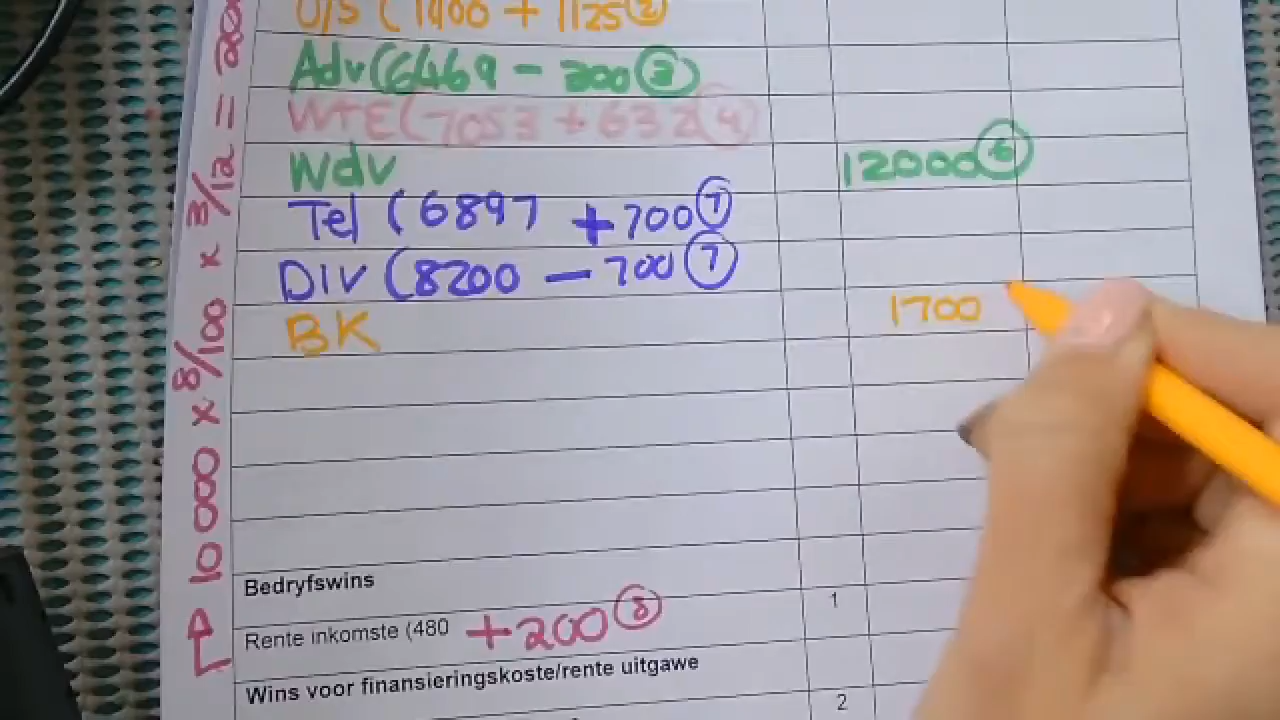 U/S (1400 + 1125 ②
Adv (6469 - 200 ③)
WTE (7053 + 632 ④)
Wdv 12000 ⑥
Tel (6897 + 700 ⑦
Div (8200 - 700 ⑦
BK 1700
Bedryfswins
Rente inkomste (480 + 200 ⑧ 1
Wins voor finansieringskoste/rente uitgawe
2
10 000 x 8/100 x 3/12 = 200